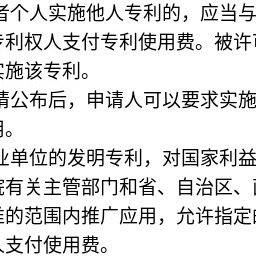 者个人实施他人专利的，应当与
专利权人支付专利使用费。被许
实施该专利。
请公布后，申请人可以要求实施
用。
业单位的发明专利，对国家利益
院有关主管部门和省、自治区、
准的范围内推广应用，允许指定
人支付使用费。